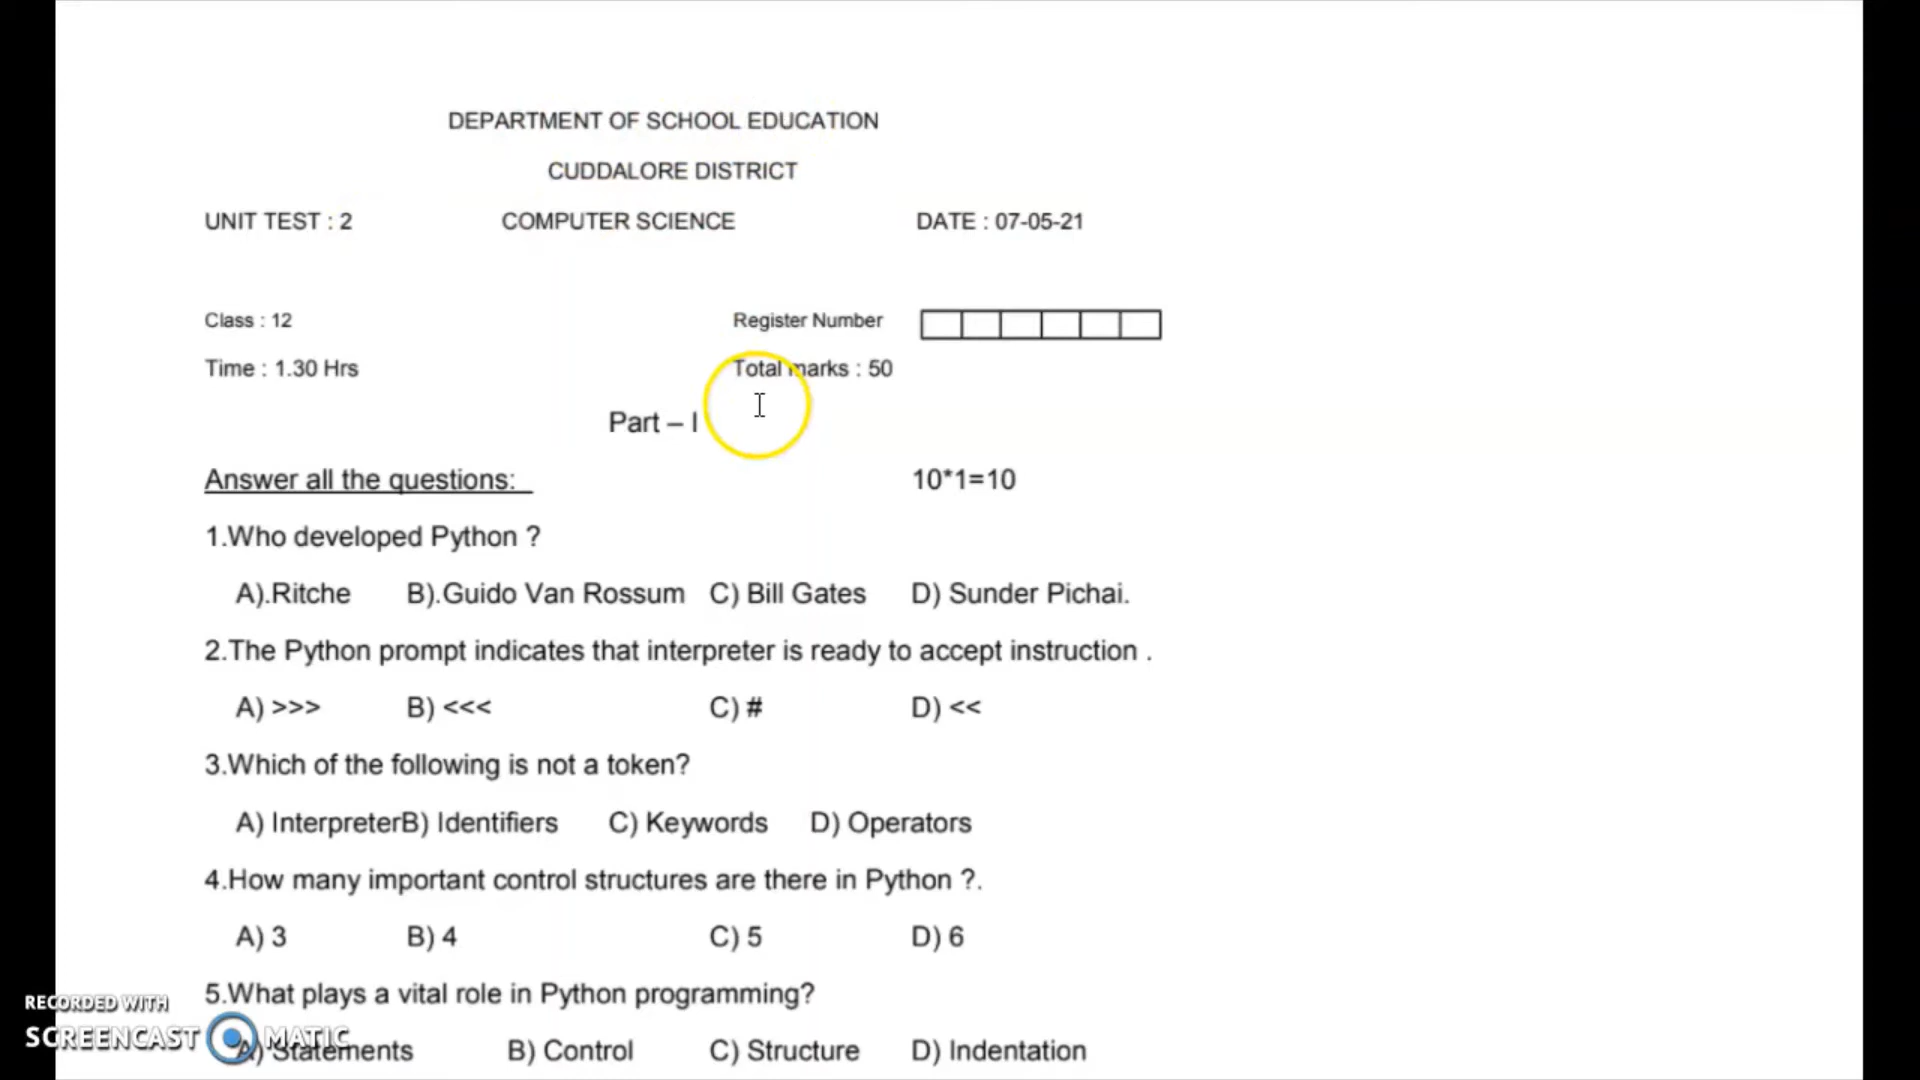 DEPARTMENT OF SCHOOL EDUCATION
CUDDALORE DISTRICT
UNIT TEST : 2 COMPUTER SCIENCE DATE : 07-05-21
Class : 12 Register Number
Time : 1.30 Hrs Total marks : 50
Part – I
Answer all the questions: 10*1=10
1.Who developed Python ?
A).Ritche B).Guido Van Rossum C) Bill Gates D) Sunder Pichai.
2.The Python prompt indicates that interpreter is ready to accept instruction .
A) >>> B) <<< C) # D) <<
3.Which of the following is not a token?
A) InterpreterB) Identifiers C) Keywords D) Operators
4.How many important control structures are there in Python ?.
A) 3 B) 4 C) 5 D) 6
5.What plays a vital role in Python programming?
A) Statements B) Control C) Structure D) Indentation
RECORDED WITH
SCREENCAST MATIC